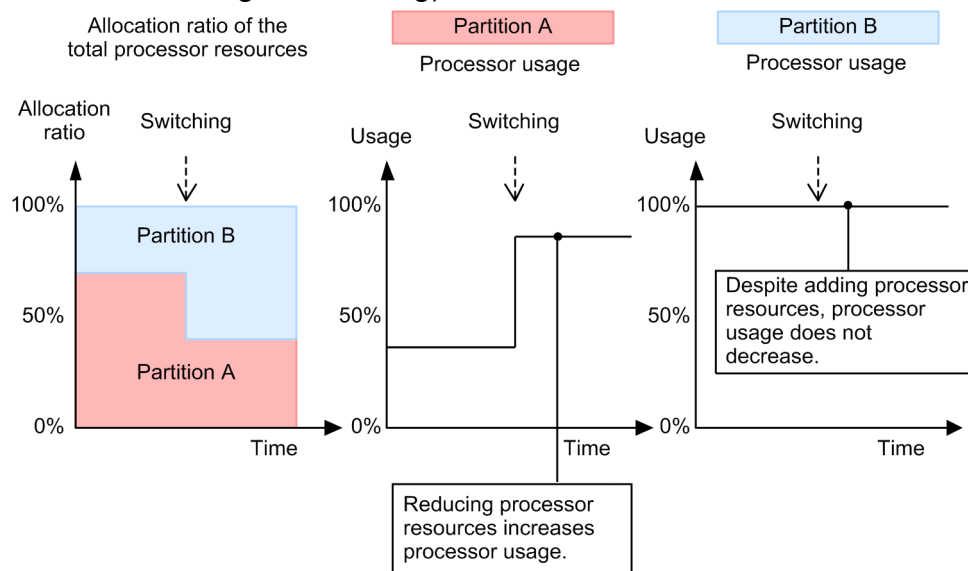 Allocation ratio of the
total processor resources
Partition A
Processor usage
Partition B
Processor usage
Allocation
ratio
Switching
100%
50%
0%
Partition B
Partition A
Time
Usage
Switching
100%
50%
0%
Time
Reducing processor
resources increases
processor usage.
Usage
Switching
100%
50%
0%
Despite adding processor
resources, processor
usage does not
decrease.
Time